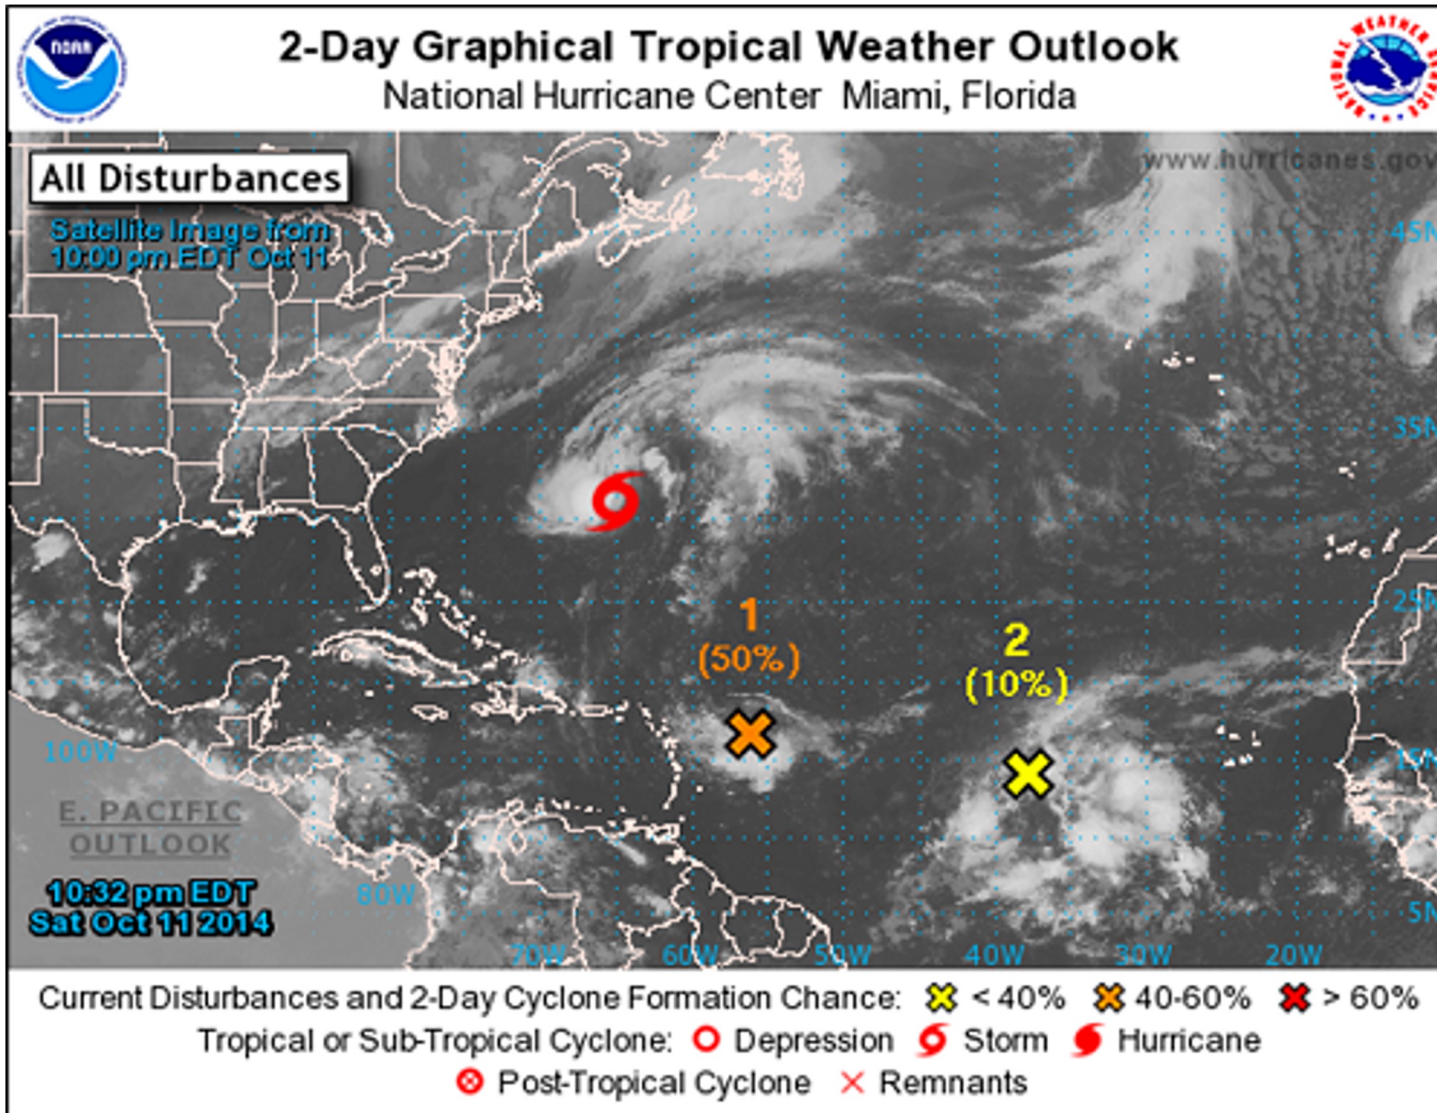 NOAA
2-Day Graphical Tropical Weather Outlook
National Hurricane Center Miami, Florida
NATIONAL WEATHER SERVICE
All Disturbances
www.hurricanes.gov
Satellite Image from
10:00 pm EDT Oct 11
45N
35N
25N
1
(50%)
2
(10%)
100W
15N
E. PACIFIC
OUTLOOK
10:32 pm EDT
Sat Oct 11 2014
80W
5N
70W 60W 50W 40W 30W 20W
Current Disturbances and 2-Day Cyclone Formation Chance: < 40% 40-60% > 60%
Tropical or Sub-Tropical Cyclone: Depression Storm Hurricane
Post-Tropical Cyclone Remnants